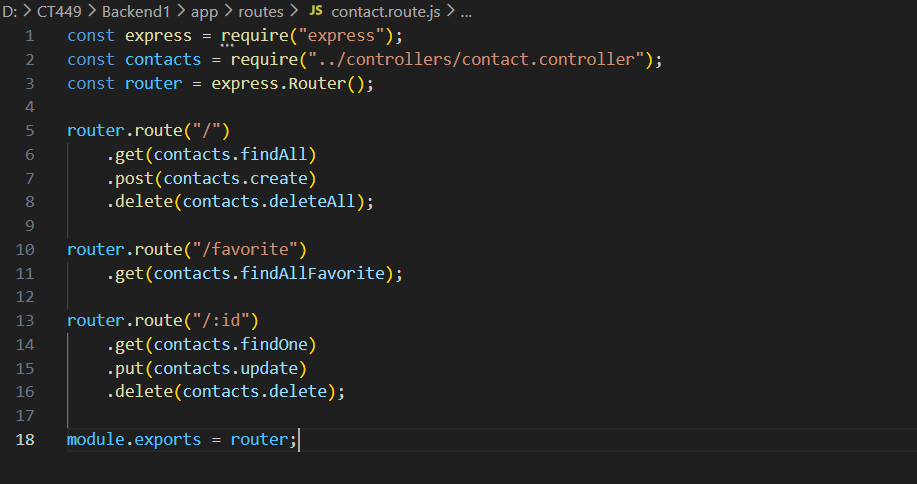 D: > CT449 > Backend1 > app > routes > JS contact.route.js > ...
1 const express = require("express");
2 const contacts = require("../controllers/contact.controller");
3 const router = express.Router();
4
5 router.route("/")
6     .get(contacts.findAll)
7     .post(contacts.create)
8     .delete(contacts.deleteAll);
9
10 router.route("/favorite")
11     .get(contacts.findAllFavorite);
12
13 router.route("/:id")
14     .get(contacts.findOne)
15     .put(contacts.update)
16     .delete(contacts.delete);
17
18 module.exports = router;